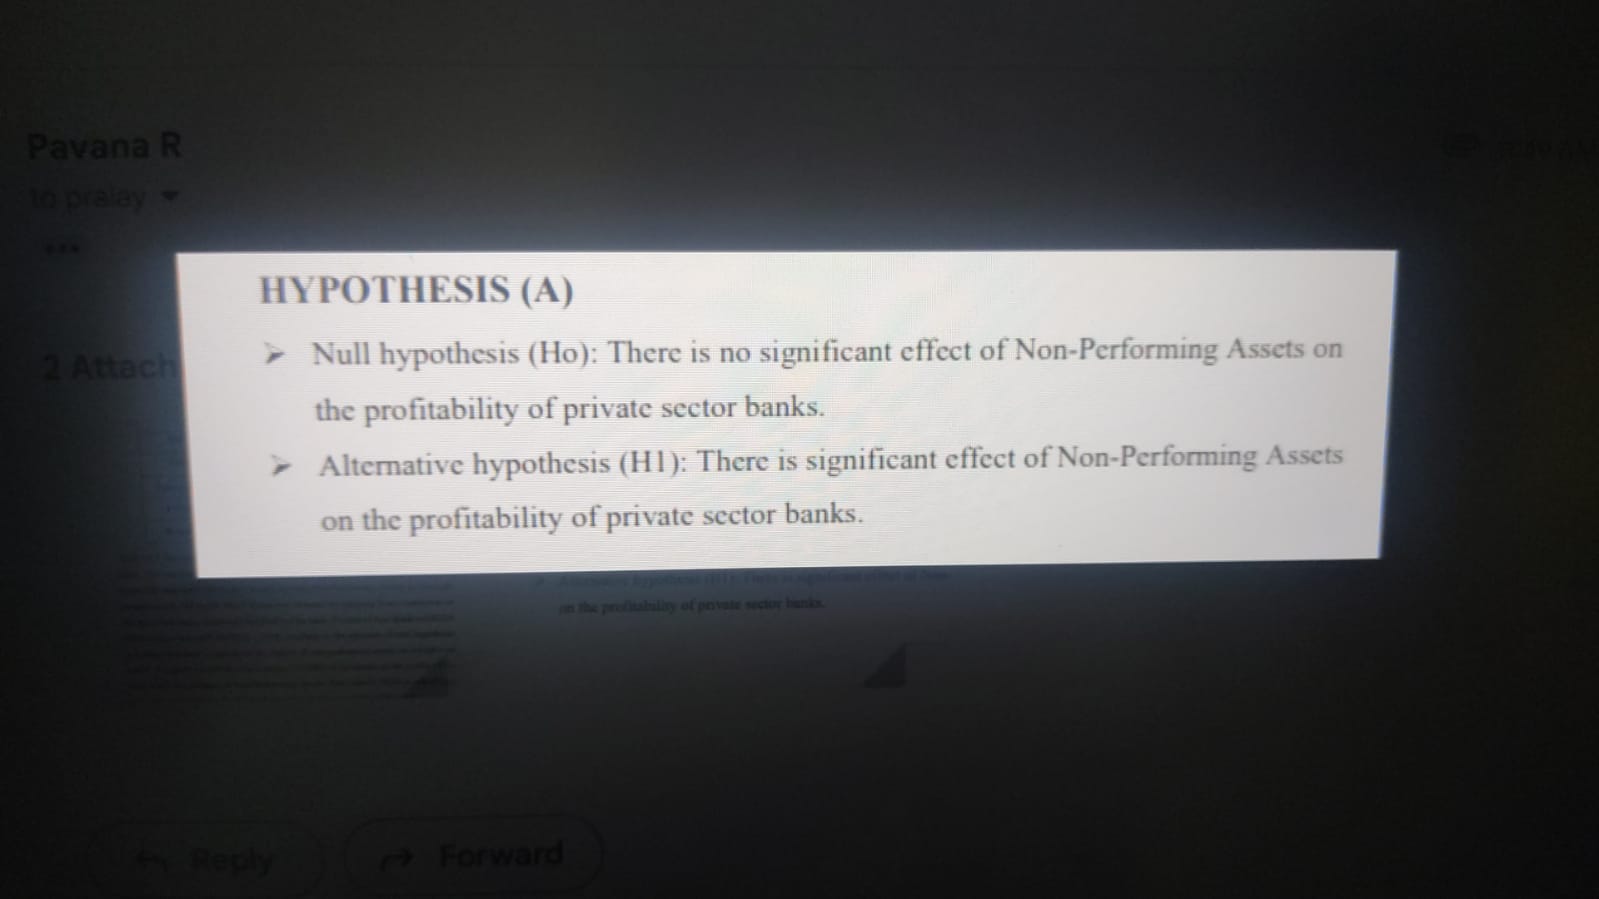 Pavana R
to pralay
HYPOTHESIS (A)
➢ Null hypothesis (Ho): There is no significant effect of Non-Performing Assets on
the profitability of private sector banks.
➢ Alternative hypothesis (H1): There is significant effect of Non-Performing Assets
on the profitability of private sector banks.
2 Attach
on the profitability of private sector banks.
Reply
Forward